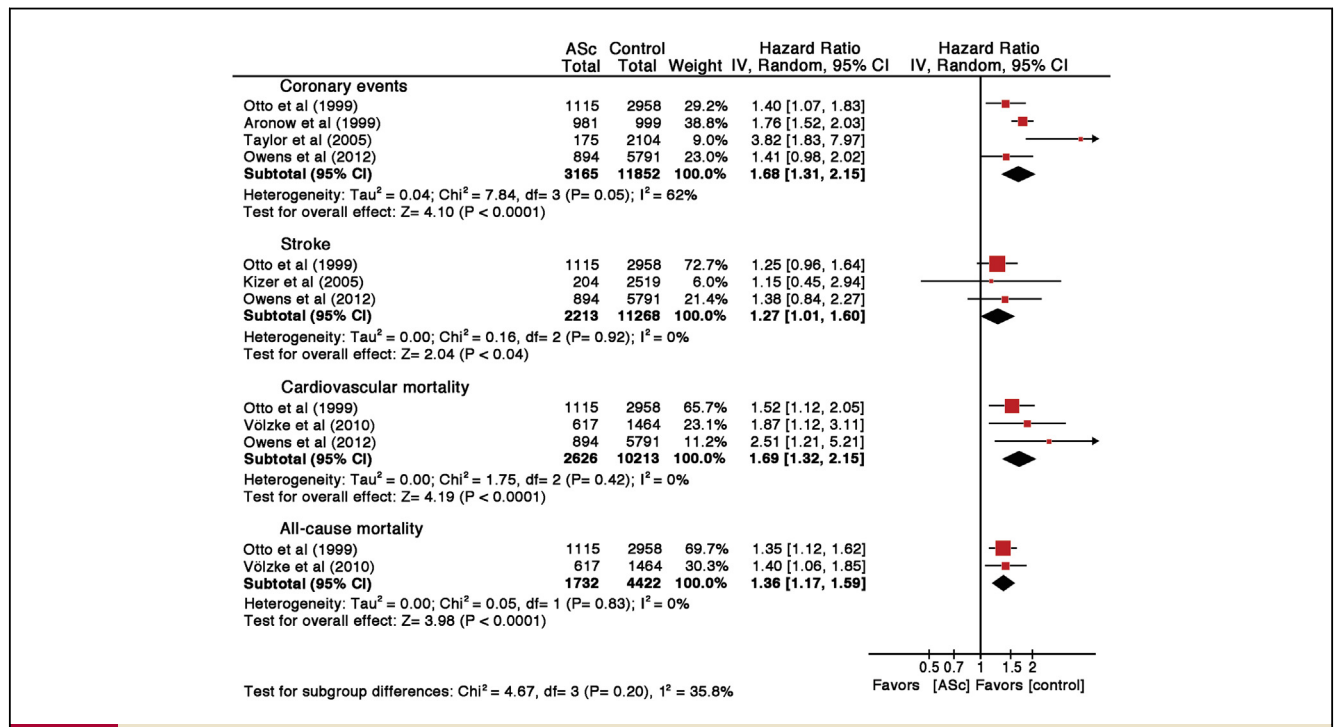 ASc Control Hazard Ratio Hazard Ratio
Total Total Weight IV, Random, 95% CI IV, Random, 95% CI
Coronary events
Otto et al (1999) 1115 2958 29.2% 1.40 [1.07, 1.83]
Aronow et al (1999) 981 999 38.8% 1.76 [1.52, 2.03]
Taylor et al (2005) 175 2104 9.0% 3.82 [1.83, 7.97]
Owens et al (2012) 894 5791 23.0% 1.41 [0.98, 2.02]
Subtotal (95% CI) 3165 11852 100.0% 1.68 [1.31, 2.15]
Heterogeneity: Tau² = 0.04; Chi² = 7.84, df= 3 (P= 0.05); I² = 62%
Test for overall effect: Z= 4.10 (P < 0.0001)
Stroke
Otto et al (1999) 1115 2958 72.7% 1.25 [0.96, 1.64]
Kizer et al (2005) 204 2519 6.0% 1.15 [0.45, 2.94]
Owens et al (2012) 894 5791 21.4% 1.38 [0.84, 2.27]
Subtotal (95% CI) 2213 11268 100.0% 1.27 [1.01, 1.60]
Heterogeneity: Tau² = 0.00; Chi² = 0.16, df= 2 (P= 0.92); I² = 0%
Test for overall effect: Z= 2.04 (P < 0.04)
Cardiovascular mortality
Otto et al (1999) 1115 2958 65.7% 1.52 [1.12, 2.05]
Völzke et al (2010) 617 1464 23.1% 1.87 [1.12, 3.11]
Owens et al (2012) 894 5791 11.2% 2.51 [1.21, 5.21]
Subtotal (95% CI) 2626 10213 100.0% 1.69 [1.32, 2.15]
Heterogeneity: Tau² = 0.00; Chi² = 1.75, df= 2 (P= 0.42); I² = 0%
Test for overall effect: Z= 4.19 (P < 0.0001)
All-cause mortality
Otto et al (1999) 1115 2958 69.7% 1.35 [1.12, 1.62]
Völzke et al (2010) 617 1464 30.3% 1.40 [1.06, 1.85]
Subtotal (95% CI) 1732 4422 100.0% 1.36 [1.17, 1.59]
Heterogeneity: Tau² = 0.00; Chi² = 0.05, df= 1 (P= 0.83); I² = 0%
Test for overall effect: Z= 3.98 (P < 0.0001)
0.5 0.7 1 1.5 2
Favors [ASc] Favors [control]
Test for subgroup differences: Chi² = 4.67, df= 3 (P= 0.20), 1² = 35.8%